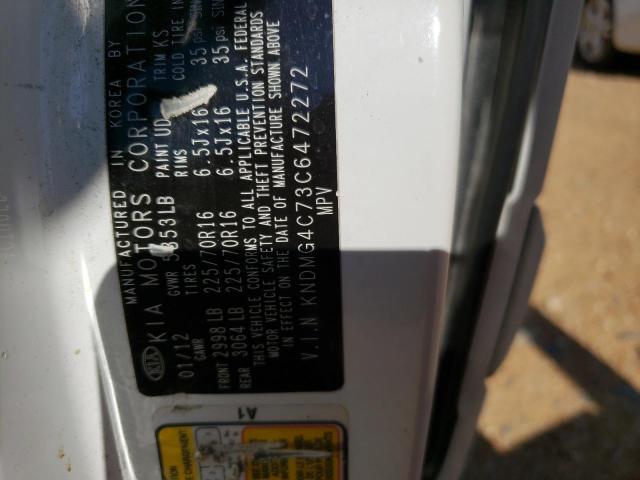 MANUFACTURED IN KOREA BY
KIA KIA MOTORS CORPORATION
01/12 GVWR 5853LB PAINT UD TRIM KS
GAWR TIRES RIMS COLD TIRE
FRONT 2998 LB 225/70R16 6.5Jx16 35 psi
REAR 3064 LB 225/70R16 6.5Jx16 35 psi
THIS VEHICLE CONFORMS TO ALL APPLICABLE U.S.A. FEDERAL
MOTOR VEHICLE SAFETY AND THEFT PREVENTION STANDARDS
IN EFFECT ON THE DATE OF MANUFACTURE SHOWN ABOVE
V.I.N KNDMG4C73C6472272
MPV
A1